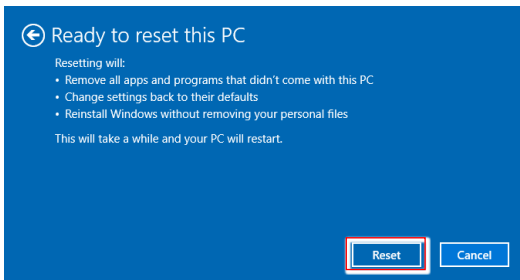 Ready to reset this PC
Resetting will:
• Remove all apps and programs that didn't come with this PC
• Change settings back to their defaults
• Reinstall Windows without removing your personal files
This will take a while and your PC will restart.
Reset Cancel